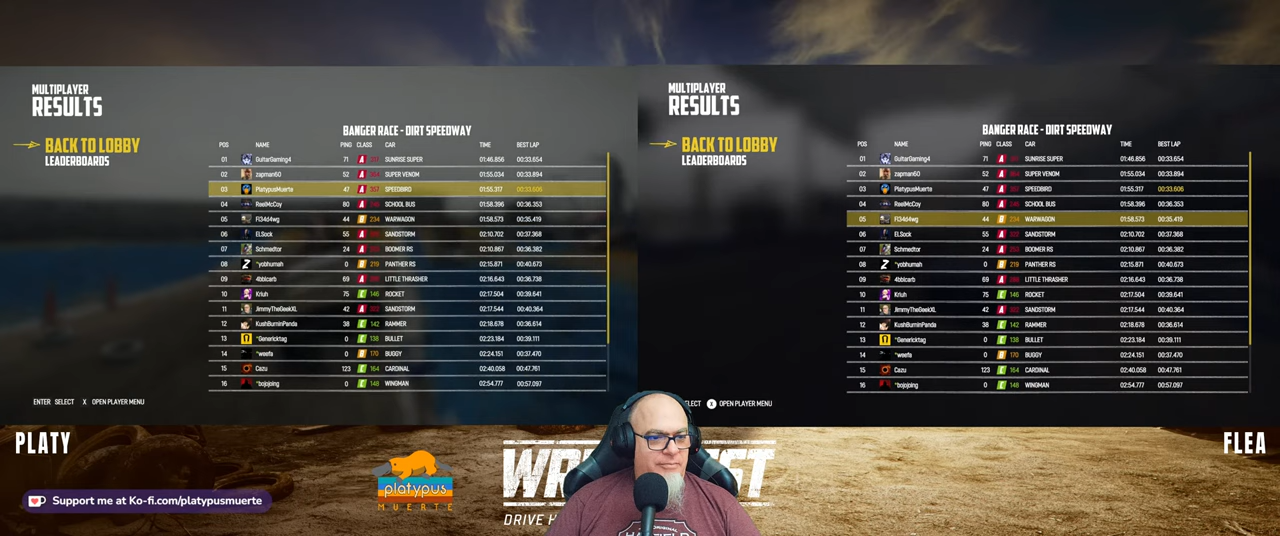 MULTIPLAYER
RESULTS
BACK TO LOBBY
LEADERBOARDS
BANGER RACE - DIRT SPEEDWAY
POS NAME PING CLASS CAR TIME BEST LAP
01 GuitarGaming4 71 A SUNRISE SUPER 01:46.856 00:33.654
02 zapman60 52 A SUPER VENOM 01:55.034 00:33.894
03 PlatypusMuerte 47 A SPEEDBIRD 01:55.317 00:33.606
04 ReelMcCoy 80 A SCHOOL BUS 01:58.396 00:36.353
05 Fl34d4wg 44 B 234 WARWAGON 01:58.573 00:35.419
06 ELSock 55 A SANDSTORM 02:10.702 00:37.368
07 Schmedtor 24 A BOOMER RS 02:10.867 00:36.382
08 *yobhumah 0 B 219 PANTHER RS 02:15.871 00:40.673
09 4bblcarb 69 A LITTLE THRASHER 02:16.643 00:36.738
10 Krluh 75 C 146 ROCKET 02:17.504 00:39.641
11 JimmyTheGeekXL 42 A SANDSTORM 02:17.504 00:40.364
12 KushBurninPanda 38 C 142 RAMMER 02:18.678 00:36.614
13 *Generictag 0 C 138 BULLET 02:23.184 00:39.111
14 *weefa 0 B 170 BUGGY 02:24.151 00:37.470
15 Cazu 123 C 164 CARDINAL 02:40.058 00:47.761
16 *bojojoing 0 C 148 WINGMAN 02:54.777 00:57.097
ENTER SELECT X OPEN PLAYER MENU
MULTIPLAYER
RESULTS
BACK TO LOBBY
LEADERBOARDS
BANGER RACE - DIRT SPEEDWAY
POS NAME PING CLASS CAR TIME BEST LAP
01 GuitarGaming4 71 A SUNRISE SUPER 01:46.856 00:33.654
02 zapman60 52 A SUPER VENOM 01:55.034 00:33.894
03 PlatypusMuerte 47 A SPEEDBIRD 01:55.317 00:33.606
04 ReelMcCoy 80 A SCHOOL BUS 01:58.396 00:36.353
05 Fl34d4wg 44 B 234 WARWAGON 01:58.573 00:35.419
06 ELSock 55 A SANDSTORM 02:10.702 00:37.368
07 Schmedtor 24 A BOOMER RS 02:10.867 00:36.382
08 *yobhumah 0 B 219 PANTHER RS 02:15.871 00:40.673
09 4bblcarb 69 A LITTLE THRASHER 02:16.643 00:36.738
10 Krluh 75 C 146 ROCKET 02:17.504 00:39.641
11 JimmyTheGeekXL 42 A SANDSTORM 02:17.504 00:40.364
12 KushBurninPanda 38 C 142 RAMMER 02:18.678 00:36.614
13 *Generictag 0 C 138 BULLET 02:23.184 00:39.111
14 *weefa 0 B 170 BUGGY 02:24.151 00:37.470
15 Cazu 123 C 164 CARDINAL 02:40.058 00:47.761
16 *bojojoing 0 C 148 WINGMAN 02:54.777 00:57.097
ELECT X OPEN PLAYER MENU
PLATY
FLEA
Support me at Ko-fi.com/platypusmuerte
platypus
MUERTE
DRIVE H